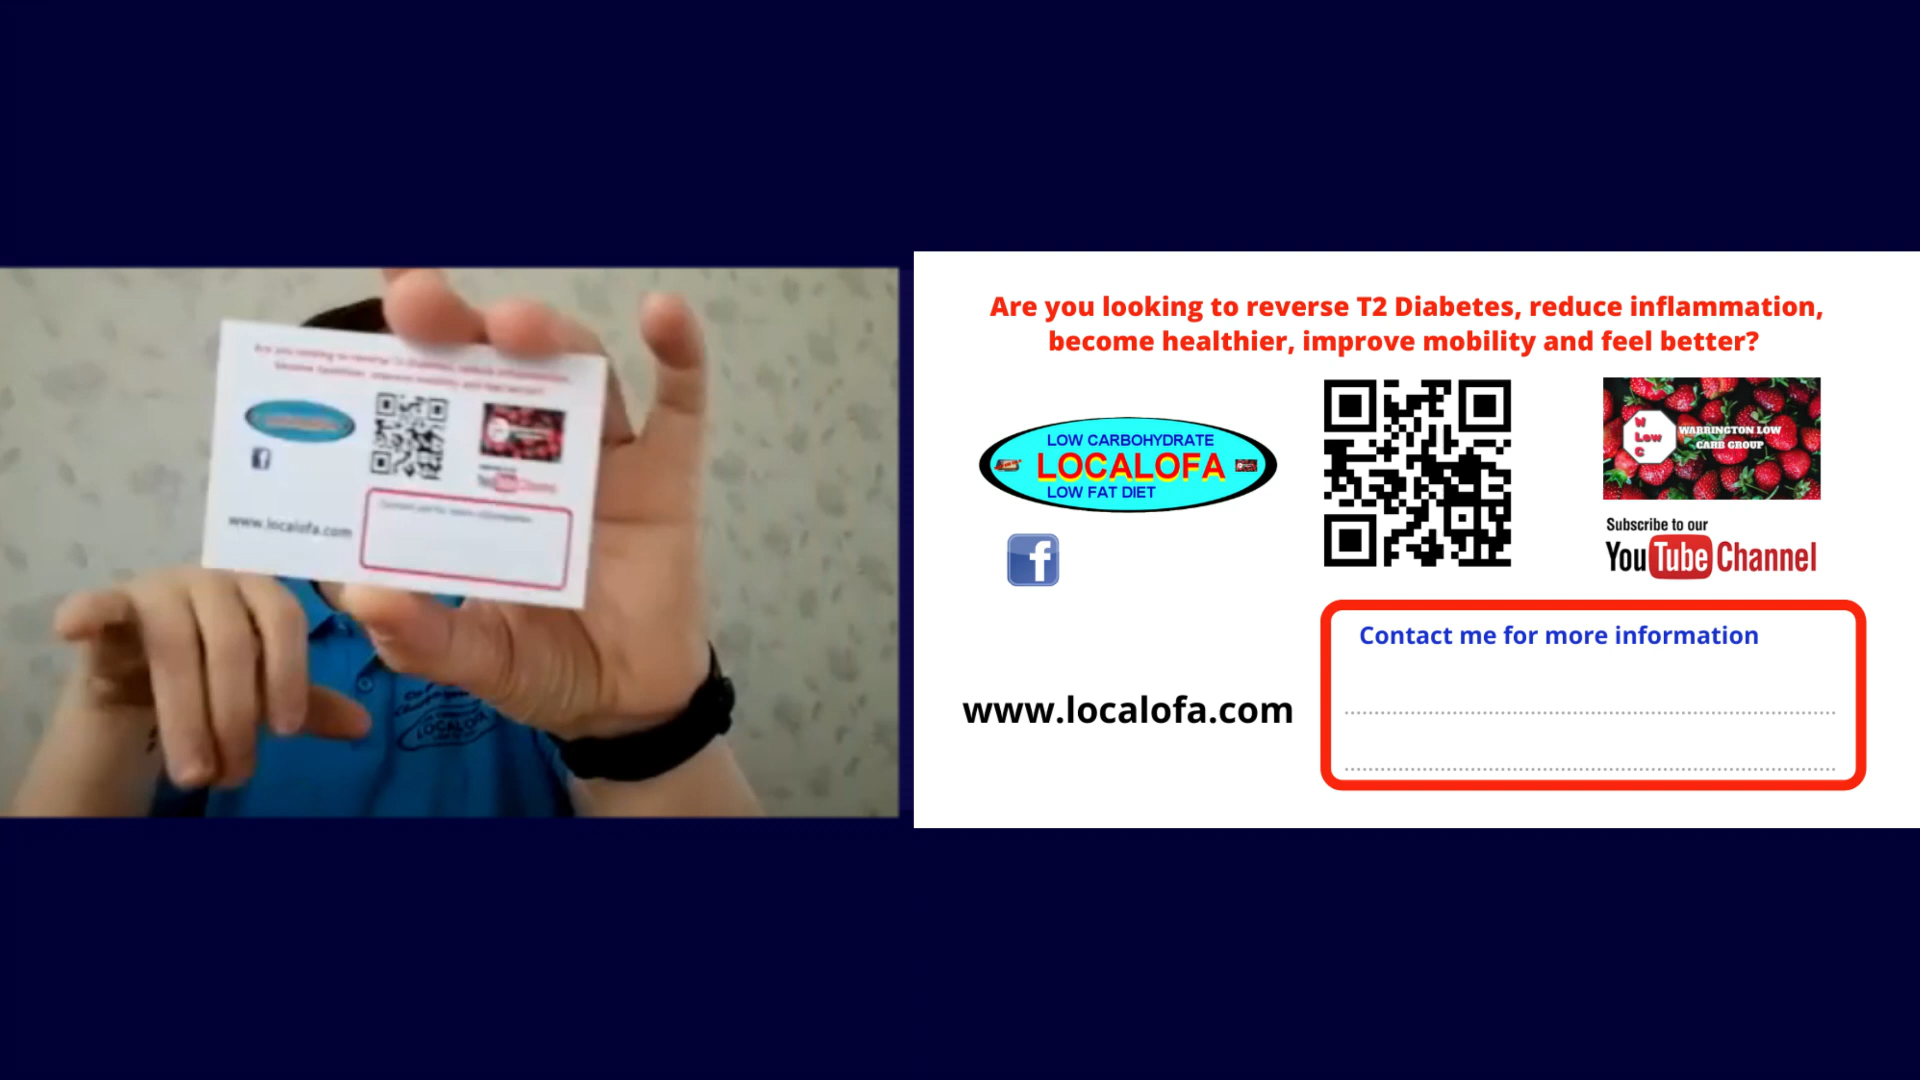 www.localofa.com
LOCALOFA
Are you looking to reverse T2 Diabetes, reduce inflammation,
become healthier, improve mobility and feel better?
LOW CARBOHYDRATE
LOCALOFA
LOW FAT DIET
f
W
Low
C
WARRINGTON LOW
CARB GROUP
Subscribe to our
YouTube Channel
Contact me for more information
www.localofa.com